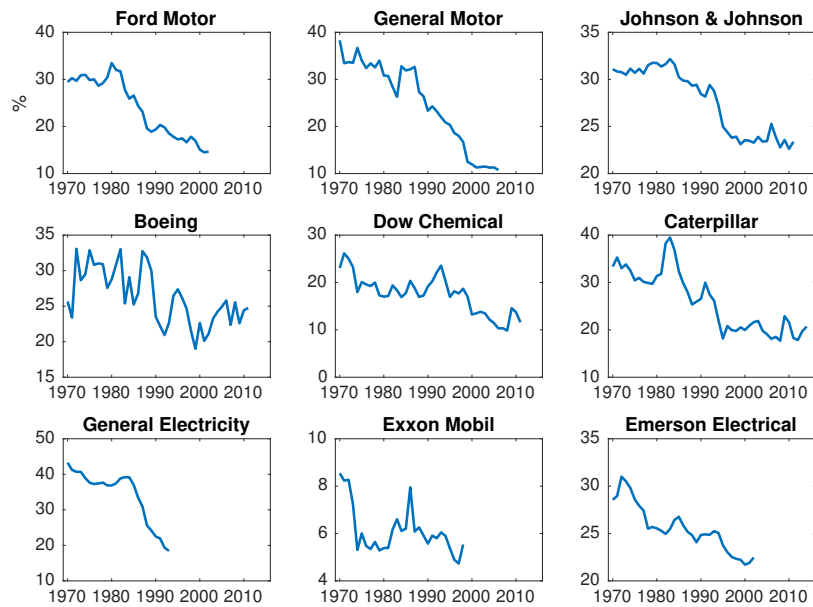 Ford Motor
General Motor
Johnson & Johnson
%
40
30
20
10
1970 1980 1990 2000 2010
40
30
20
10
1970 1980 1990 2000 2010
35
30
25
20
1970 1980 1990 2000 2010
Boeing
Dow Chemical
Caterpillar
35
30
25
20
15
1970 1980 1990 2000 2010
30
20
10
0
1970 1980 1990 2000 2010
40
30
20
10
1970 1980 1990 2000 2010
General Electricity
Exxon Mobil
Emerson Electrical
50
40
30
20
10
1970 1980 1990 2000 2010
10
8
6
4
1970 1980 1990 2000 2010
35
30
25
20
1970 1980 1990 2000 2010